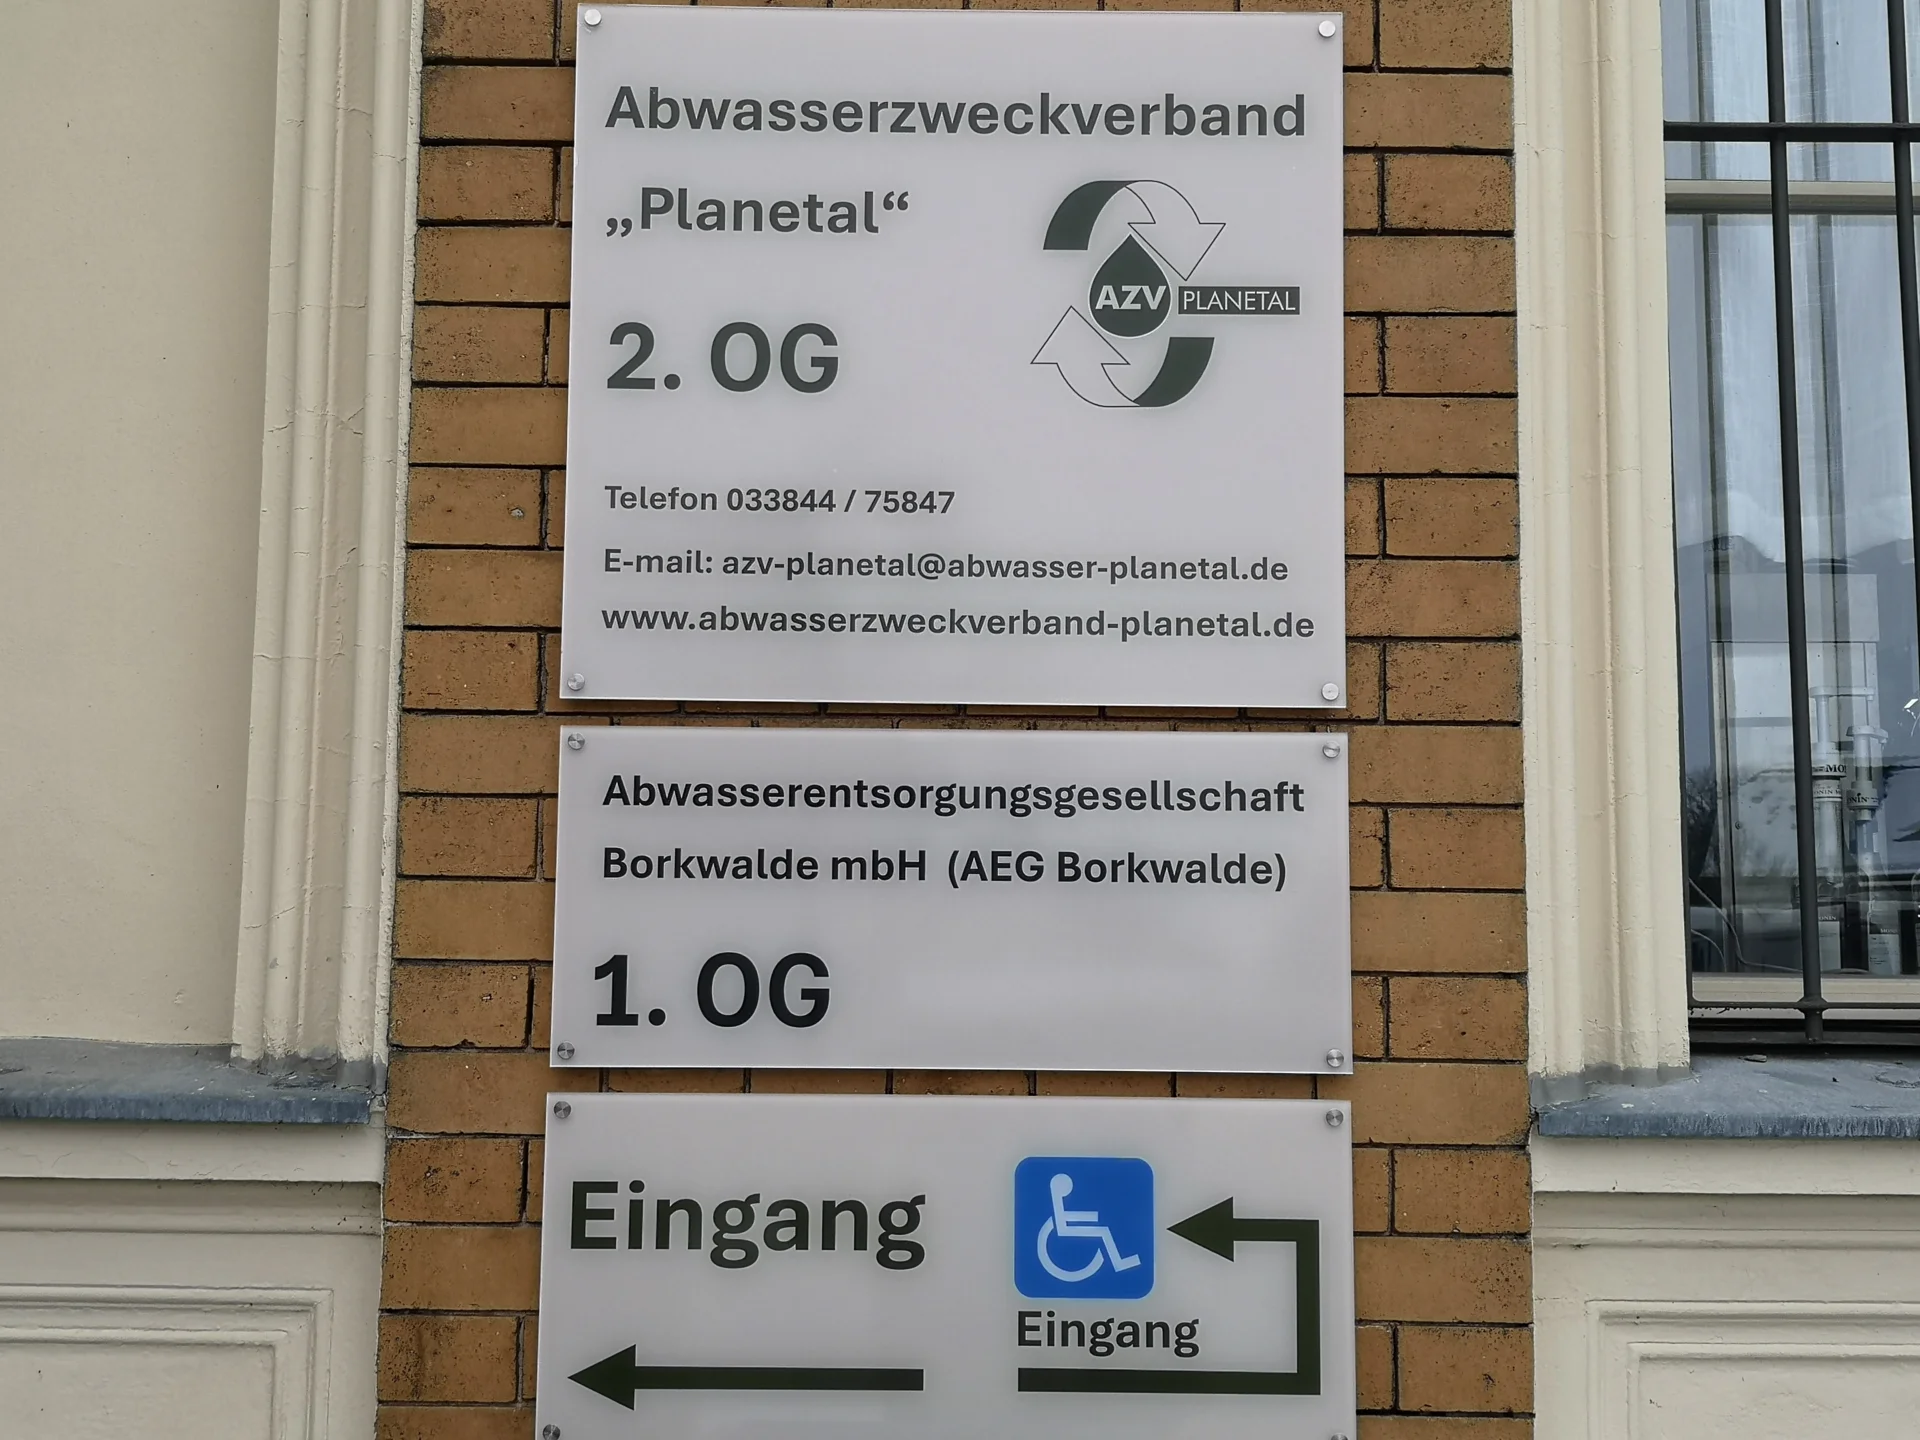 Abwasserzweckverband
„Planetal“
AZV PLANETAL
2. OG
Telefon 033844 / 75847
E-mail: azv-planetal@abwasser-planetal.de
www.abwasserzweckverband-planetal.de
Abwasserentsorgungsgesellschaft
Borkwalde mbH (AEG Borkwalde)
1. OG
Eingang
Eingang